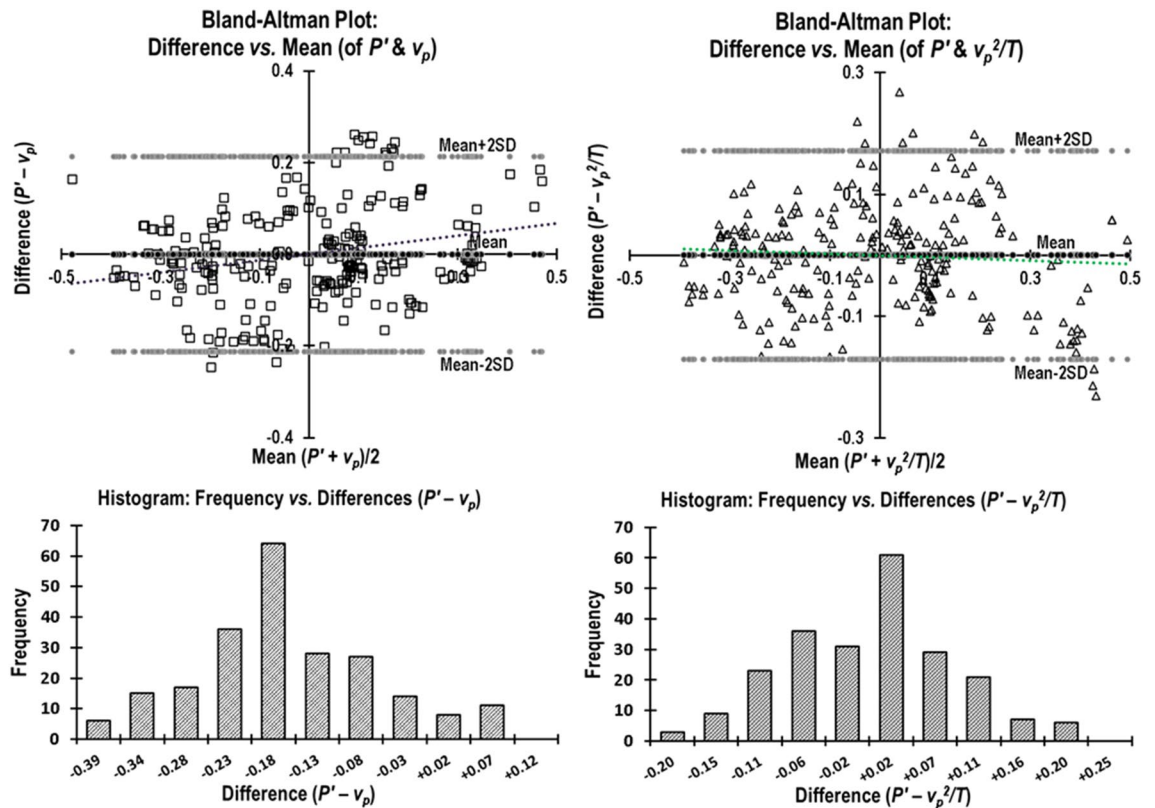 Bland-Altman Plot:
Difference vs. Mean (of P′ & vp)
0.4
Mean+2SD
0.2
Difference (P′ – vp)
Mean
0.0
-0.5
-0.3
-0.1
0.5
-0.2
Mean-2SD
-0.4
Mean (P′ + vp)/2
Bland-Altman Plot:
Difference vs. Mean (of P′ & vp²/T)
0.3
Mean+2SD
Difference (P′ – vp²/T)
0.1
Mean
-0.5
-0.3
-0.1
0.3
0.5
-0.1
Mean-2SD
-0.3
Mean (P′ + vp²/T)/2
Histogram: Frequency vs. Differences (P′ – vp)
70
60
50
40
30
20
10
0
Frequency
-0.39 -0.34 -0.28 -0.23 -0.18 -0.13 -0.08 -0.03 +0.02 +0.07 +0.12
Difference (P′ – vp)
Histogram: Frequency vs. Differences (P′ – vp²/T)
70
60
50
40
30
20
10
0
Frequency
-0.20 -0.15 -0.11 -0.06 -0.02 +0.02 +0.07 +0.11 +0.16 +0.20 +0.25
Difference (P′ – vp²/T)